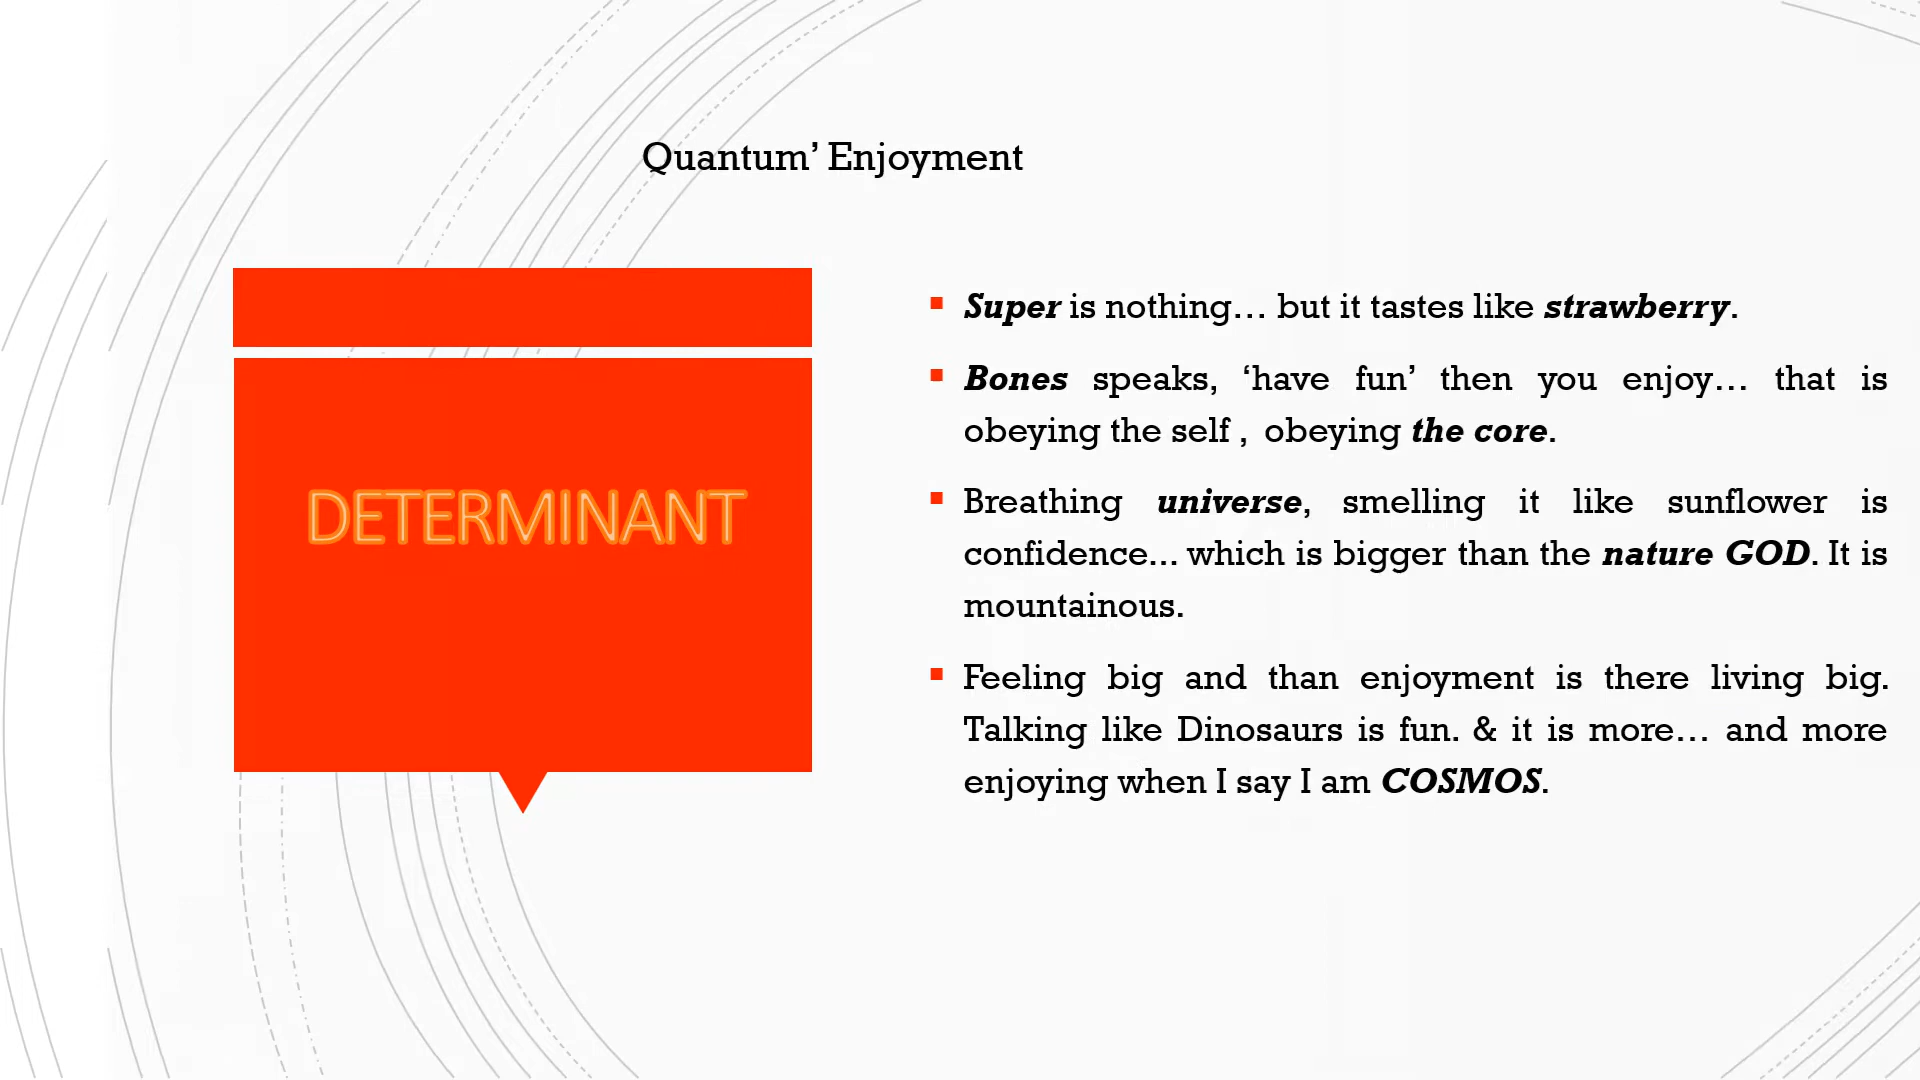 Quantum’ Enjoyment
DETERMINANT
Super is nothing… but it tastes like strawberry.
Bones speaks, ‘have fun’ then you enjoy… that is
obeying the self , obeying the core.
Breathing universe, smelling it like sunflower is
confidence... which is bigger than the nature GOD. It is
mountainous.
Feeling big and than enjoyment is there living big.
Talking like Dinosaurs is fun. & it is more… and more
enjoying when I say I am COSMOS.